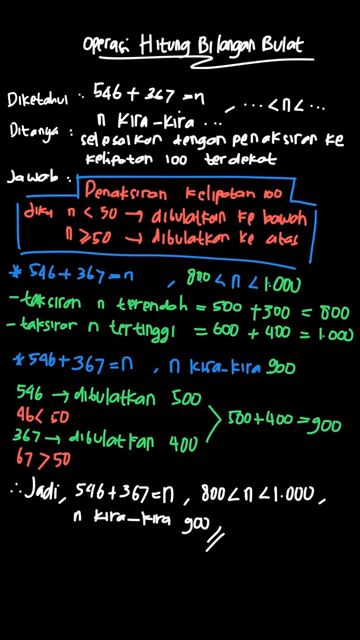 Operasi Hitung Bilangan Bulat
Diketahui : 546 + 367 = n , ... < n < ...
n kira-kira ...
Ditanya : selesaikan dengan penaksiran ke
kelipatan 100 terdekat
Jawab :
Penaksiran kelipatan 100
Jika n < 50 → dibulatkan ke bawah
n ≥ 50 → dibulatkan ke atas
* 546 + 367 = n , 800 < n < 1.000
- taksiran n terendah = 500 + 300 = 800
- taksiran n tertinggi = 600 + 400 = 1.000
* 546 + 367 = n , n kira-kira 900
546 → dibulatkan 500
46 < 50
367 → dibulatkan 400
67 > 50
500 + 400 = 900
∴ Jadi, 546 + 367 = n , 800 < n < 1.000 ,
n kira-kira 900